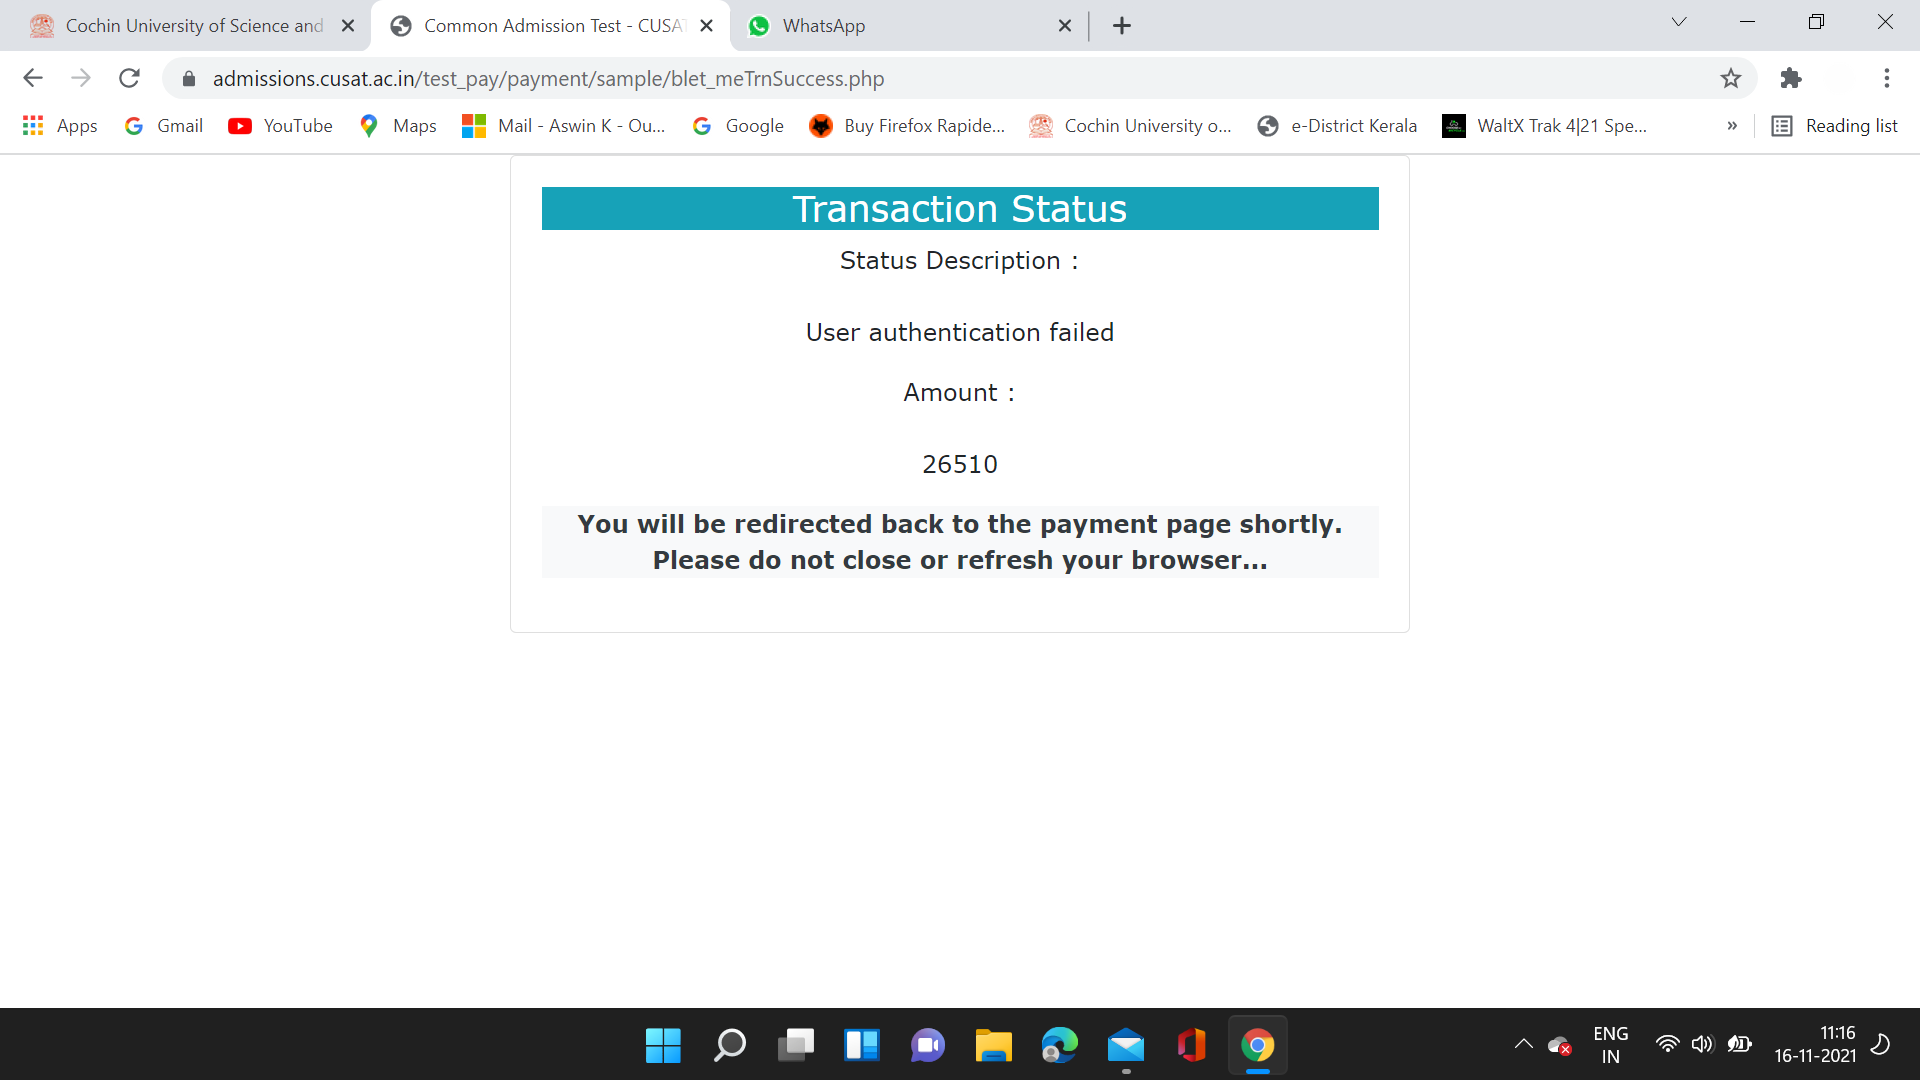 Cochin University of Science and
Common Admission Test - CUSAT
WhatsApp
admissions.cusat.ac.in/test_pay/payment/sample/blet_meTrnSuccess.php
Apps
Gmail
YouTube
Maps
Mail - Aswin K - Ou...
Google
Buy Firefox Rapide...
Cochin University o...
e-District Kerala
WaltX Trak 4|21 Spe...
»
Reading list
Transaction Status
Status Description :
User authentication failed
Amount :
26510
You will be redirected back to the payment page shortly.
Please do not close or refresh your browser...
ENG
IN
11:16
16-11-2021